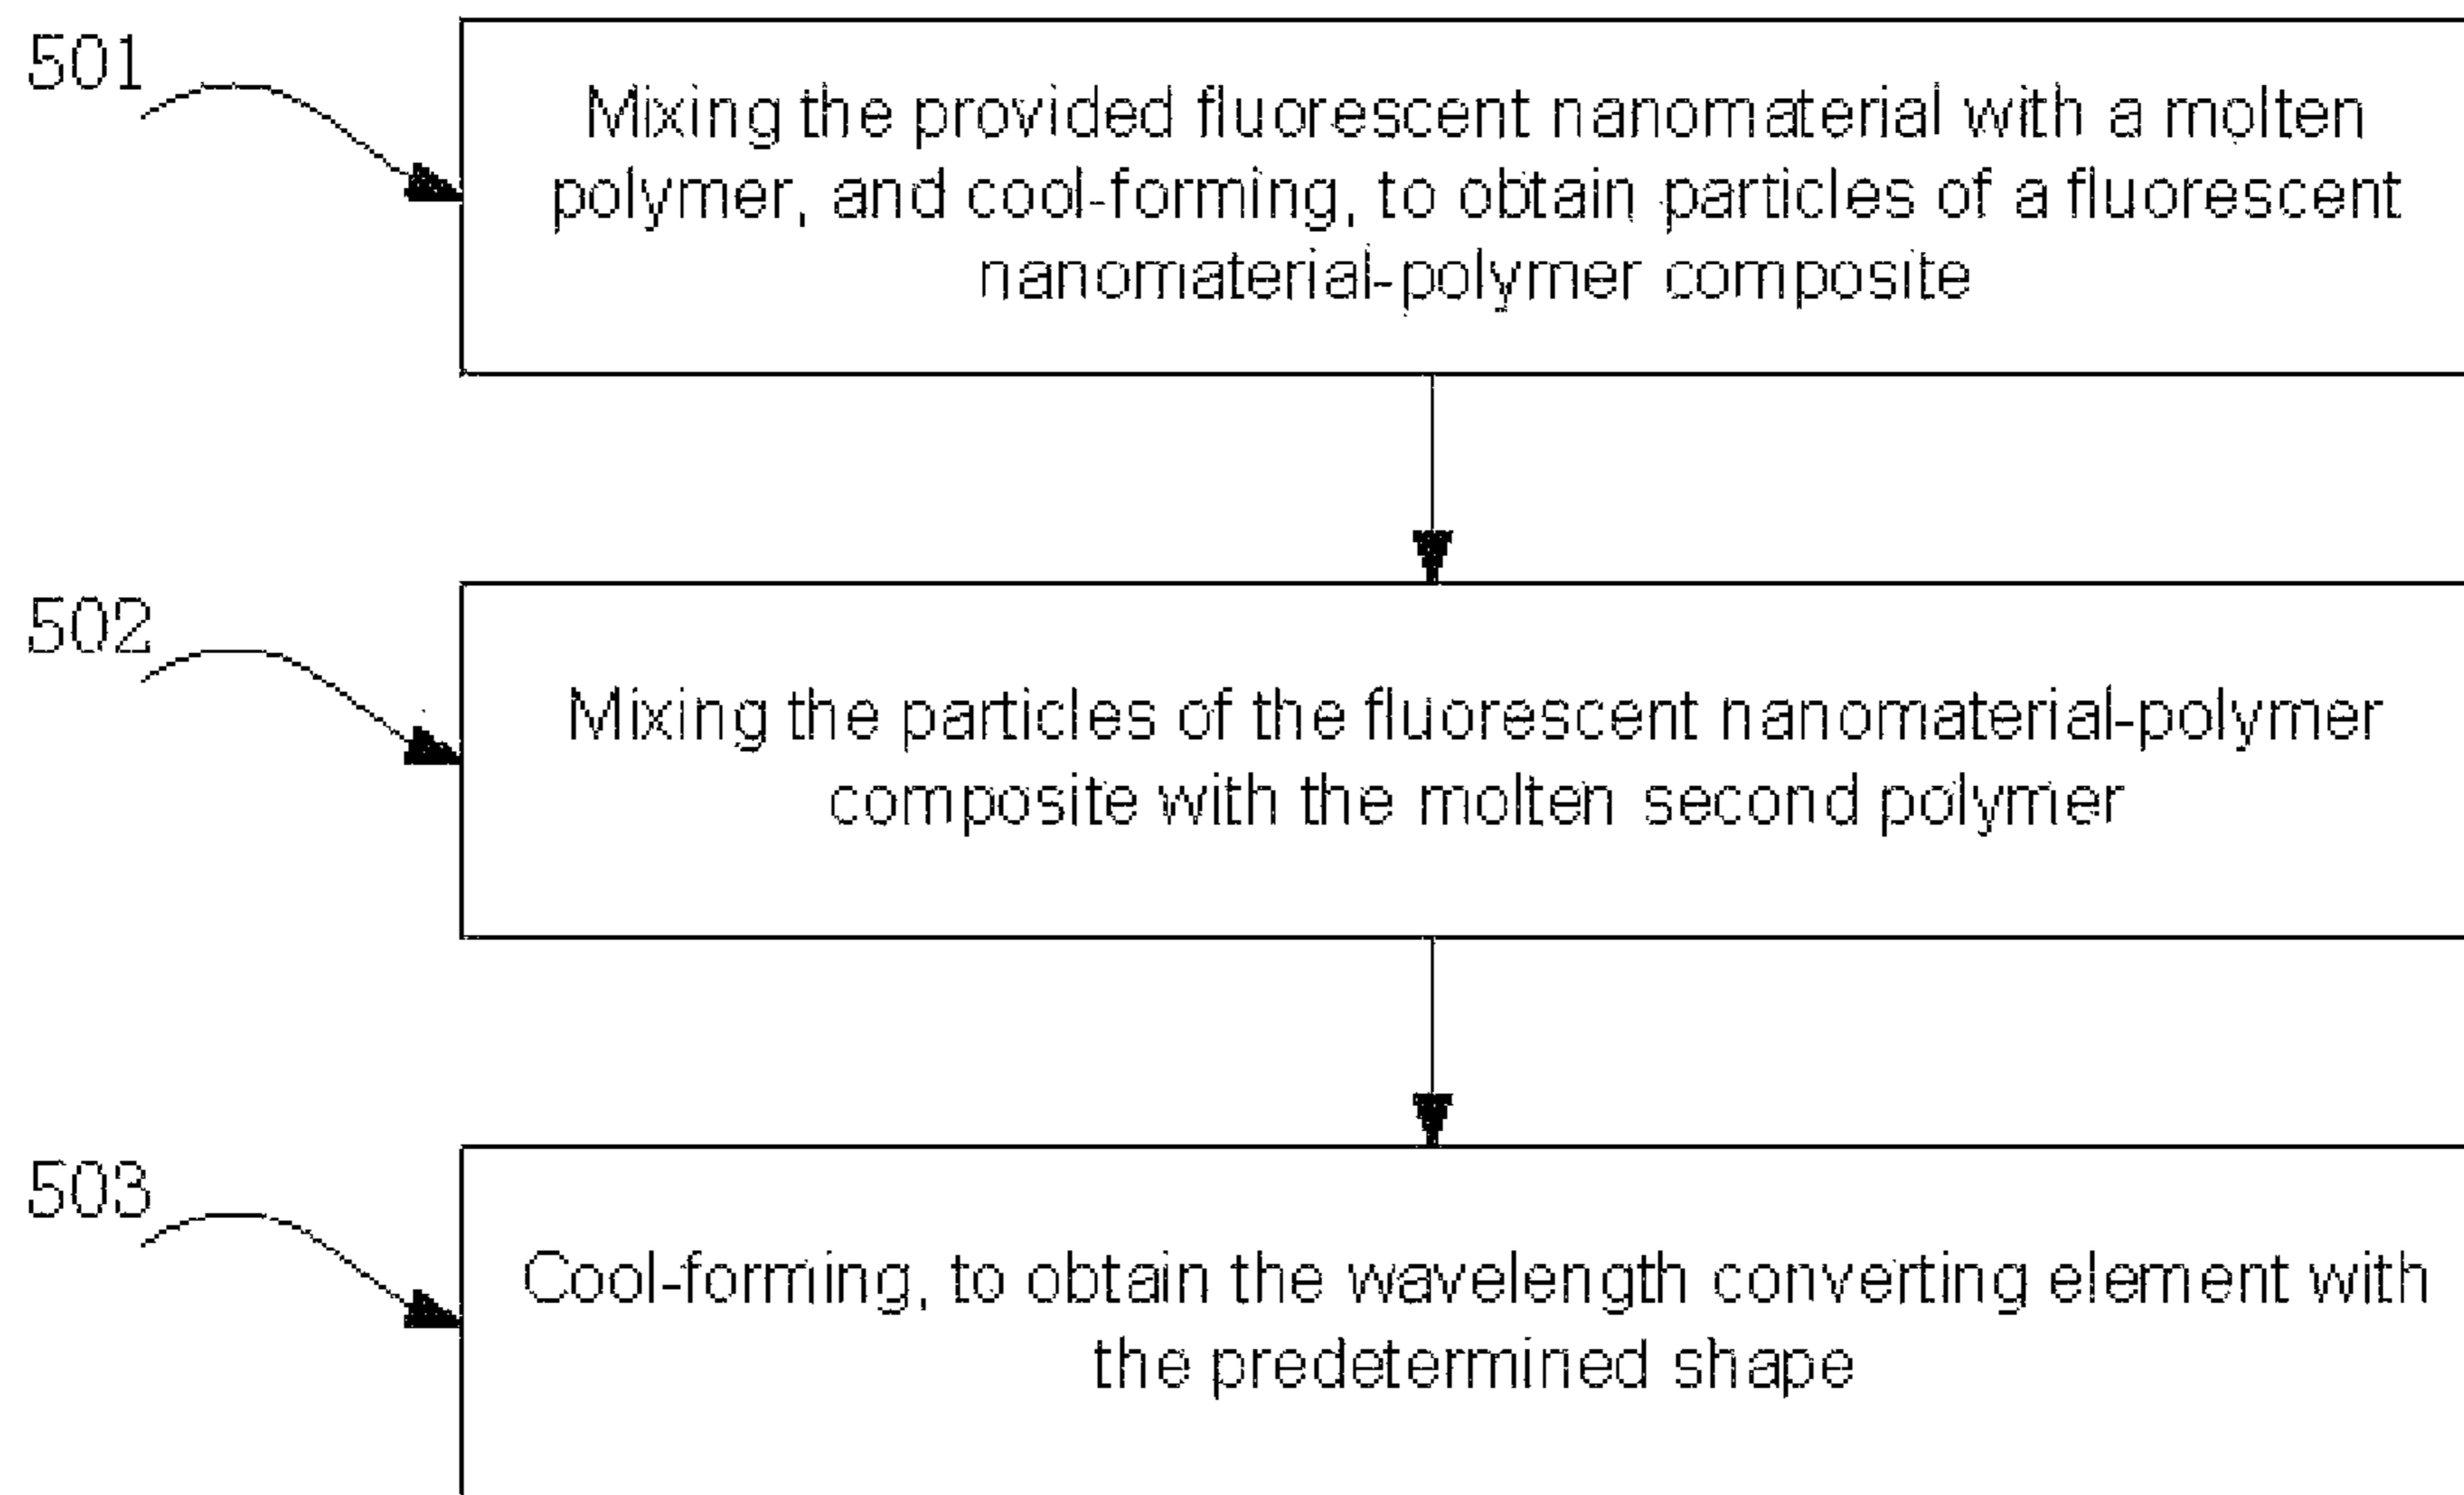 501
Mixing the provided fluorescent nanomaterial with a molten
polymer, and cool-forming, to obtain particles of a fluorescent
nanomaterial-polymer composite
502
Mixing the particles of the fluorescent nanomaterial-polymer
composite with the molten second polymer
503
Cool-forming, to obtain the wavelength converting element with
the predetermined shape